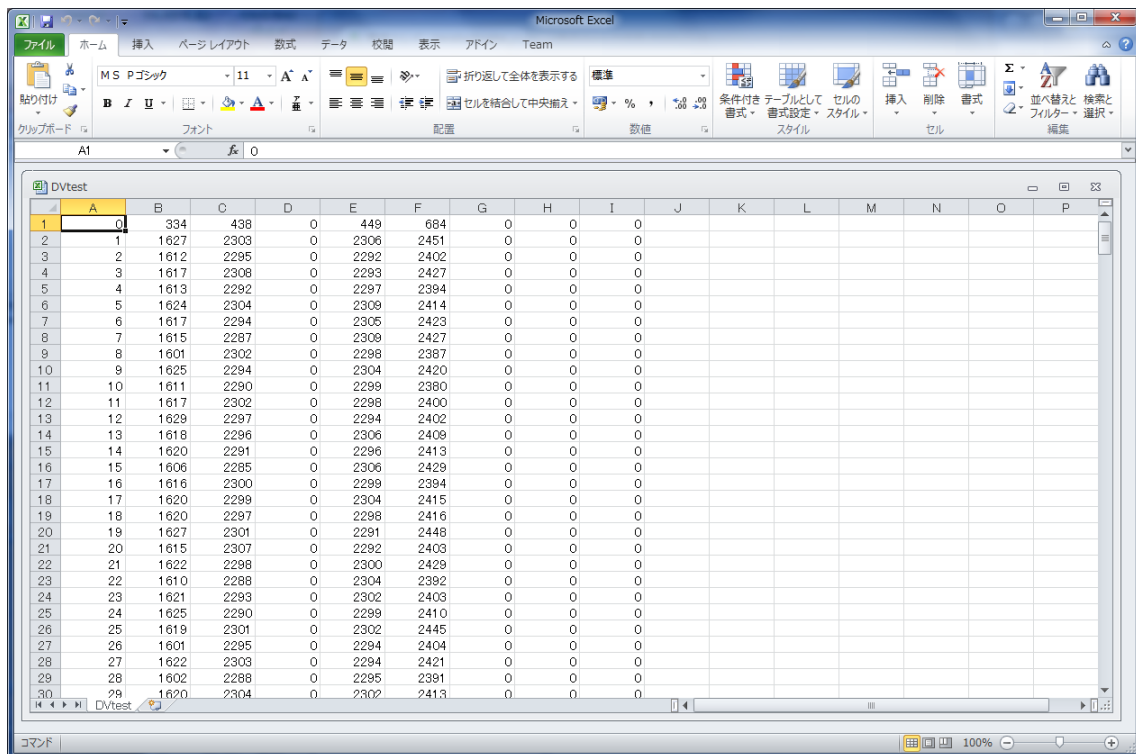 Microsoft Excel
ファイル ホーム 挿入 ページ レイアウト 数式 データ 校閲 表示 アドイン Team
MS Pゴシック 11 折り返して全体を表示する 標準
貼り付け B I U セルを結合して中央揃え % , 条件付き書式 テーブルとして書式設定 セルのスタイル 挿入 削除 書式 Σ 並べ替えとフィルター 検索と選択
クリップボード フォント 配置 数値 スタイル セル 編集
A1 fx 0
DVtest
A B C D E F G H I J K L M N O P
1 0 334 438 0 449 684 0 0 0
2 1 1627 2303 0 2306 2451 0 0 0
3 2 1612 2295 0 2292 2402 0 0 0
4 3 1617 2308 0 2293 2427 0 0 0
5 4 1613 2292 0 2297 2394 0 0 0
6 5 1624 2304 0 2309 2414 0 0 0
7 6 1617 2294 0 2305 2423 0 0 0
8 7 1615 2287 0 2309 2427 0 0 0
9 8 1601 2302 0 2298 2387 0 0 0
10 9 1625 2294 0 2304 2420 0 0 0
11 10 1611 2290 0 2299 2380 0 0 0
12 11 1617 2302 0 2298 2400 0 0 0
13 12 1629 2297 0 2294 2402 0 0 0
14 13 1618 2296 0 2306 2409 0 0 0
15 14 1620 2291 0 2296 2413 0 0 0
16 15 1606 2285 0 2306 2429 0 0 0
17 16 1616 2300 0 2299 2394 0 0 0
18 17 1620 2299 0 2304 2415 0 0 0
19 18 1620 2297 0 2298 2416 0 0 0
20 19 1627 2301 0 2291 2448 0 0 0
21 20 1615 2307 0 2292 2403 0 0 0
22 21 1622 2298 0 2300 2429 0 0 0
23 22 1610 2288 0 2304 2392 0 0 0
24 23 1621 2293 0 2302 2403 0 0 0
25 24 1625 2290 0 2299 2410 0 0 0
26 25 1619 2301 0 2302 2445 0 0 0
27 26 1601 2295 0 2294 2404 0 0 0
28 27 1622 2303 0 2294 2421 0 0 0
29 28 1602 2288 0 2295 2391 0 0 0
30 29 1620 2304 0 2302 2413 0 0 0
DVtest
コマンド 100%